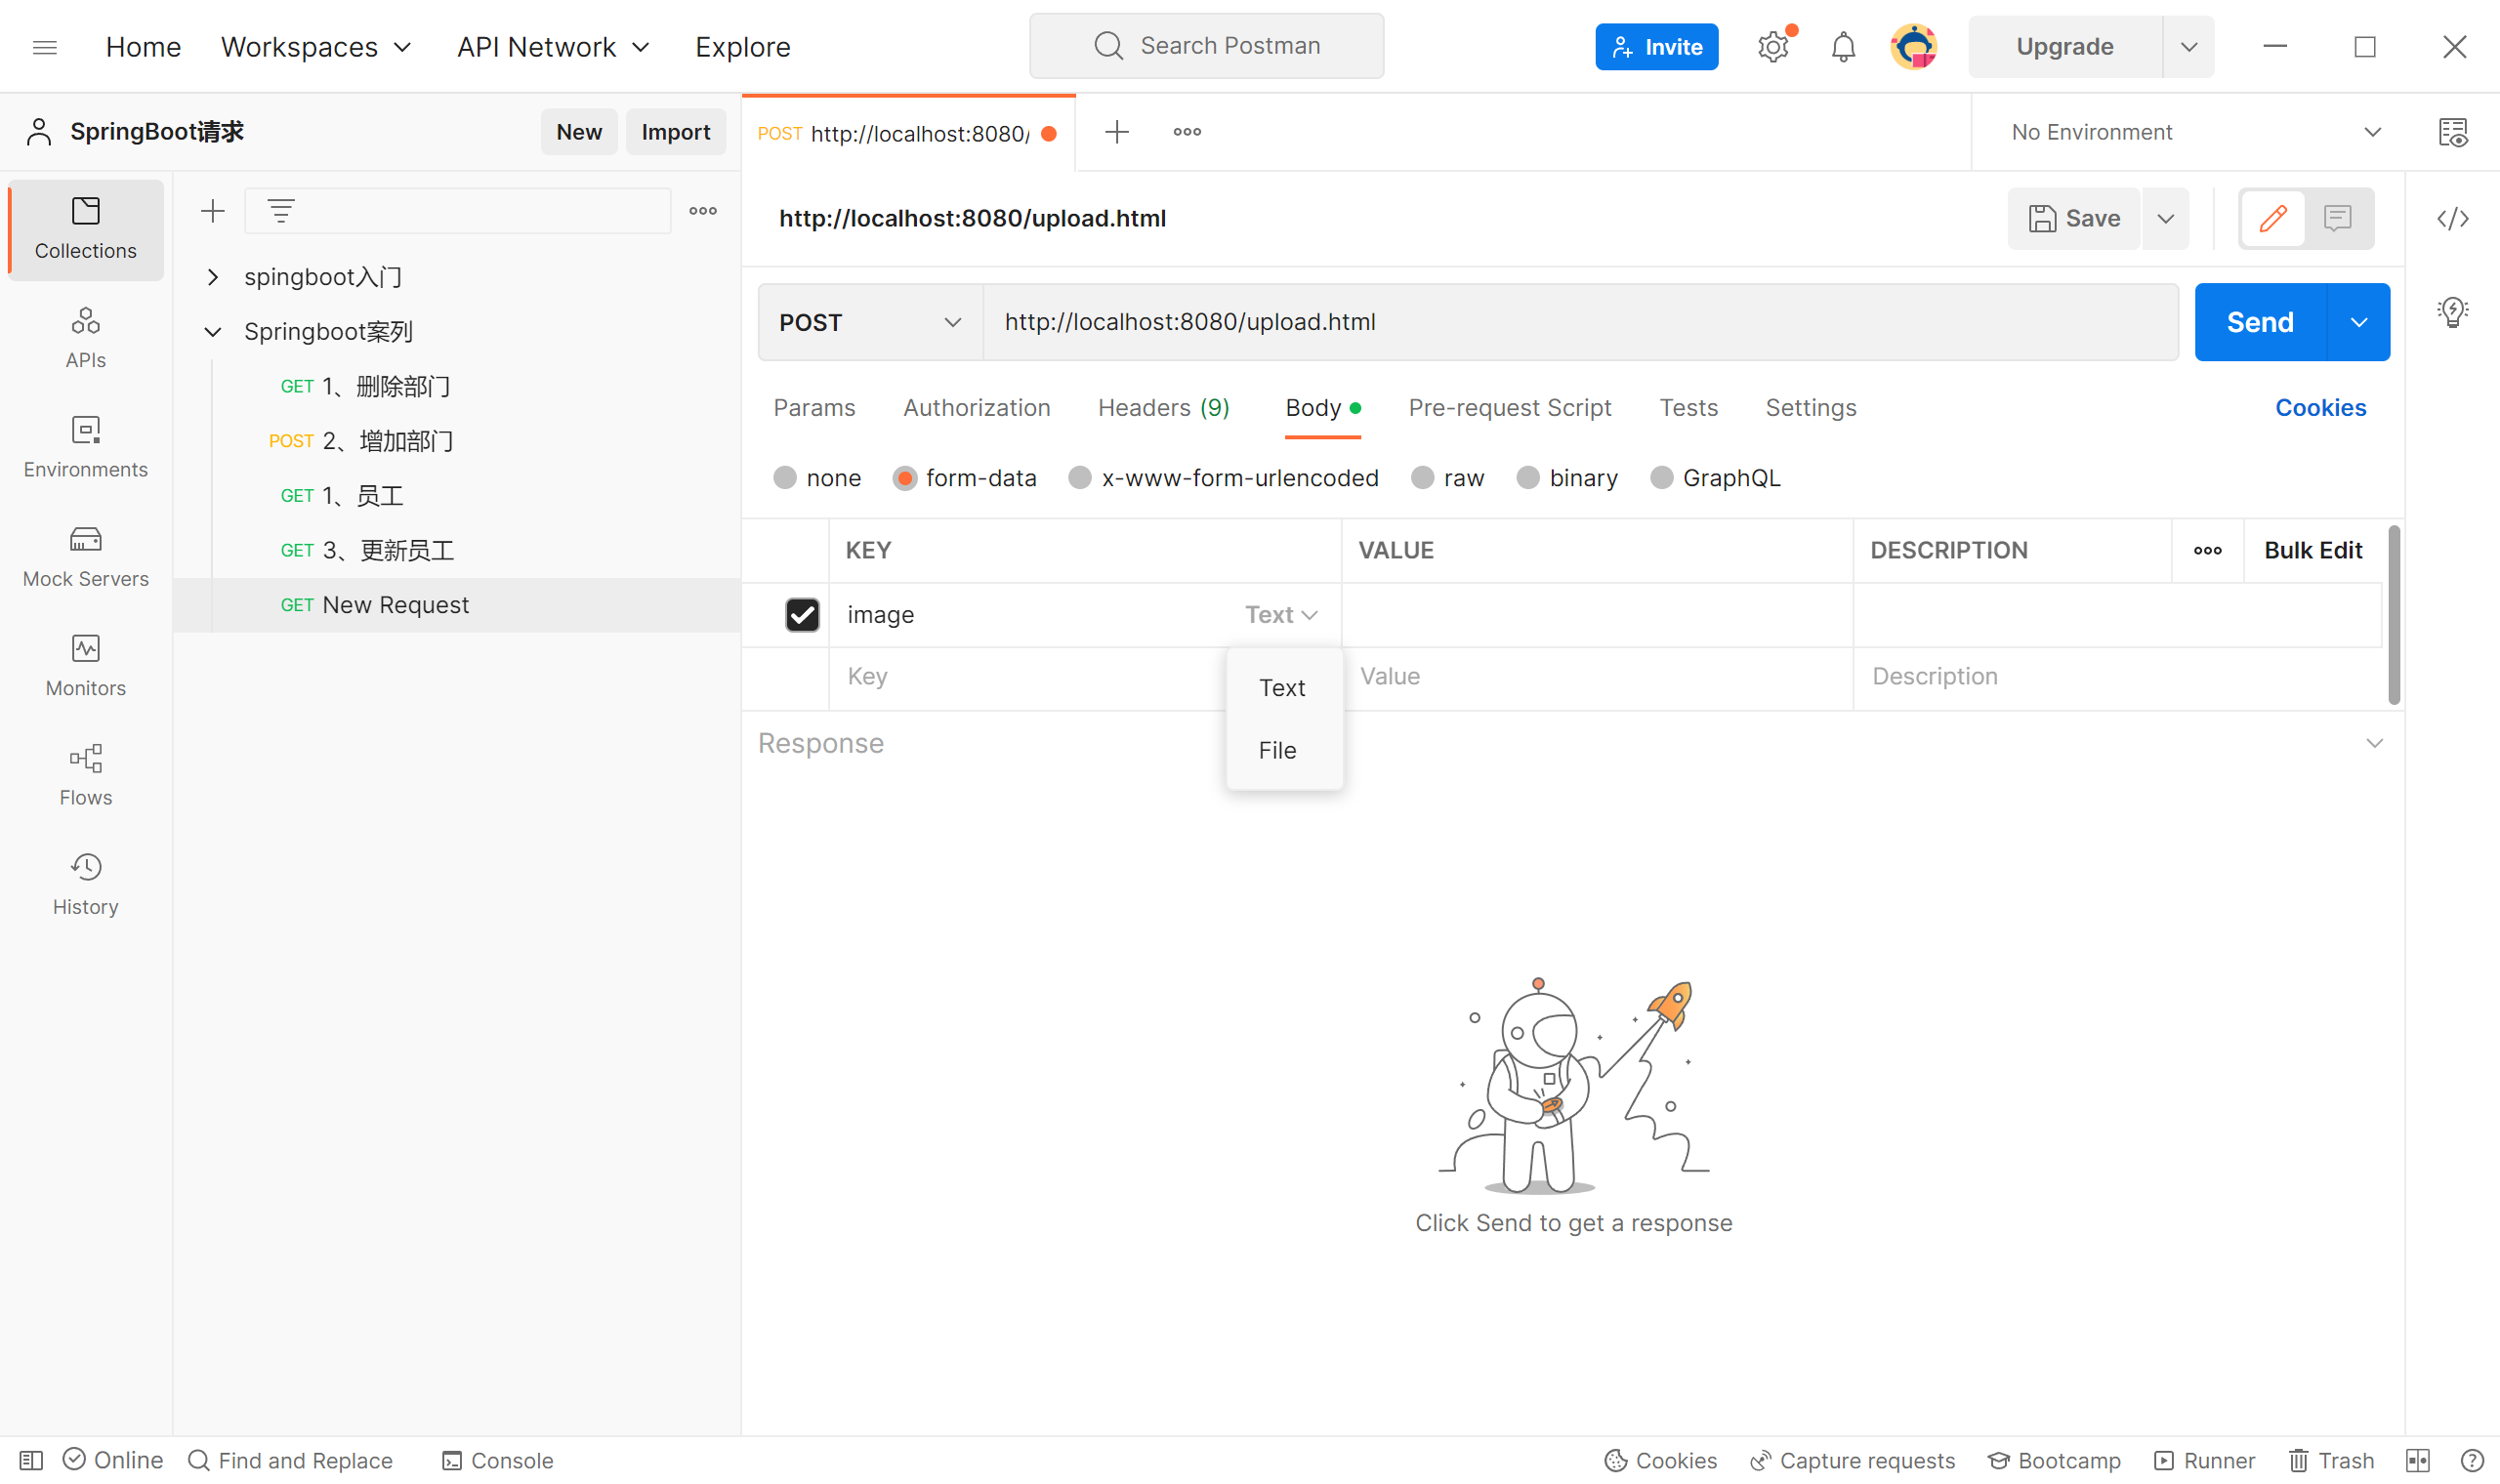 Home Workspaces API Network Explore Search Postman Invite Upgrade
SpringBoot请求 New Import
POST http://localhost:8080/ No Environment
Collections
APIs
Environments
Mock Servers
Monitors
Flows
History
spingboot入门
Springboot案列
GET 1、删除部门
POST 2、增加部门
GET 1、员工
GET 3、更新员工
GET New Request
http://localhost:8080/upload.html Save
POST http://localhost:8080/upload.html Send
Params Authorization Headers (9) Body Pre-request Script Tests Settings Cookies
none form-data x-www-form-urlencoded raw binary GraphQL
KEY VALUE DESCRIPTION Bulk Edit
image Text
Key Value Description
Text
File
Response
Click Send to get a response
Online Find and Replace Console Cookies Capture requests Bootcamp Runner Trash